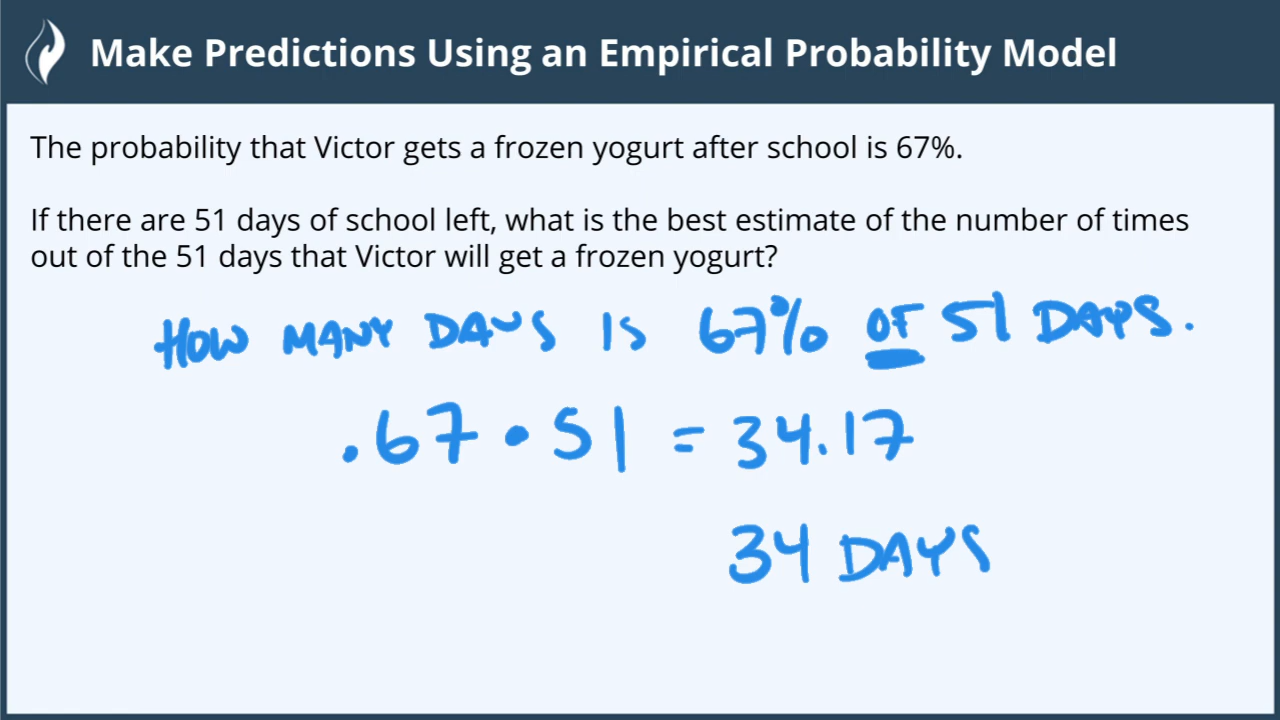 Make Predictions Using an Empirical Probability Model
The probability that Victor gets a frozen yogurt after school is 67%.
If there are 51 days of school left, what is the best estimate of the number of times
out of the 51 days that Victor will get a frozen yogurt?
HOW MANY DAYS IS 67% OF 51 DAYS.
.67 • 51 = 34.17
34 DAYS